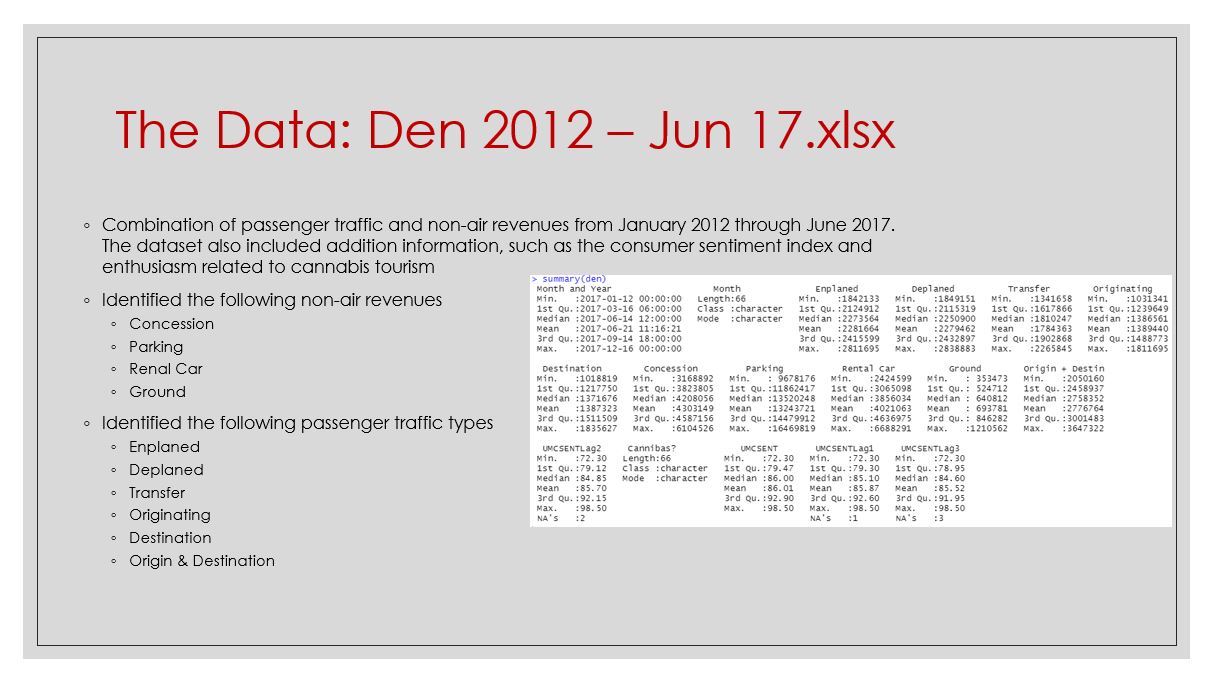 The Data: Den 2012 – Jun 17.xlsx
◦ Combination of passenger traffic and non-air revenues from January 2012 through June 2017.
The dataset also included addition information, such as the consumer sentiment index and
enthusiasm related to cannabis tourism
◦ Identified the following non-air revenues
◦ Concession
◦ Parking
◦ Renal Car
◦ Ground
◦ Identified the following passenger traffic types
◦ Enplaned
◦ Deplaned
◦ Transfer
◦ Originating
◦ Destination
◦ Origin & Destination
> summary(den)
Month and Year Month Enplaned Deplaned Transfer Originating
Min. :2017-01-12 00:00:00 Length:66 Min. :1842133 Min. :1849151 Min. :1341658 Min. :1031341
1st Qu.:2017-03-16 06:00:00 Class :character 1st Qu.:2124912 1st Qu.:2115319 1st Qu.:1617866 1st Qu.:1239649
Median :2017-06-14 12:00:00 Mode :character Median :2273564 Median :2250900 Median :1810247 Median :1386561
Mean :2017-06-21 11:16:21 Mean :2281664 Mean :2279462 Mean :1784363 Mean :1389440
3rd Qu.:2017-09-14 18:00:00 3rd Qu.:2415599 3rd Qu.:2432897 3rd Qu.:1902868 3rd Qu.:1488773
Max. :2017-12-16 00:00:00 Max. :2811695 Max. :2838883 Max. :2265845 Max. :1811695
Destination Concession Parking Rental Car Ground Origin + Destin
Min. :1018819 Min. :3168892 Min. : 9678176 Min. :2424599 Min. : 353473 Min. :2050160
1st Qu.:1217750 1st Qu.:3823805 1st Qu.:11862417 1st Qu.:3065098 1st Qu.: 524712 1st Qu.:2458937
Median :1371676 Median :4208056 Median :13520248 Median :3856034 Median : 640812 Median :2758352
Mean :1387323 Mean :4303149 Mean :13243721 Mean :4021063 Mean : 693781 Mean :2776764
3rd Qu.:1511509 3rd Qu.:4587156 3rd Qu.:14479912 3rd Qu.:4636975 3rd Qu.: 846282 3rd Qu.:3001483
Max. :1835627 Max. :6104526 Max. :16469819 Max. :6688291 Max. :1210562 Max. :3647322
UMCSENTLag2 Cannibas? UMCSENT UMCSENTLag1 UMCSENTLag3
Min. :72.30 Length:66 Min. :72.30 Min. :72.30 Min. :72.30
1st Qu.:79.12 Class :character 1st Qu.:79.47 1st Qu.:79.30 1st Qu.:78.95
Median :84.85 Mode :character Median :86.00 Median :85.10 Median :84.60
Mean :85.70 Mean :86.01 Mean :85.87 Mean :85.52
3rd Qu.:92.15 3rd Qu.:92.90 3rd Qu.:92.60 3rd Qu.:91.95
Max. :98.50 Max. :98.50 Max. :98.50 Max. :98.50
NA's :2 NA's :1 NA's :3